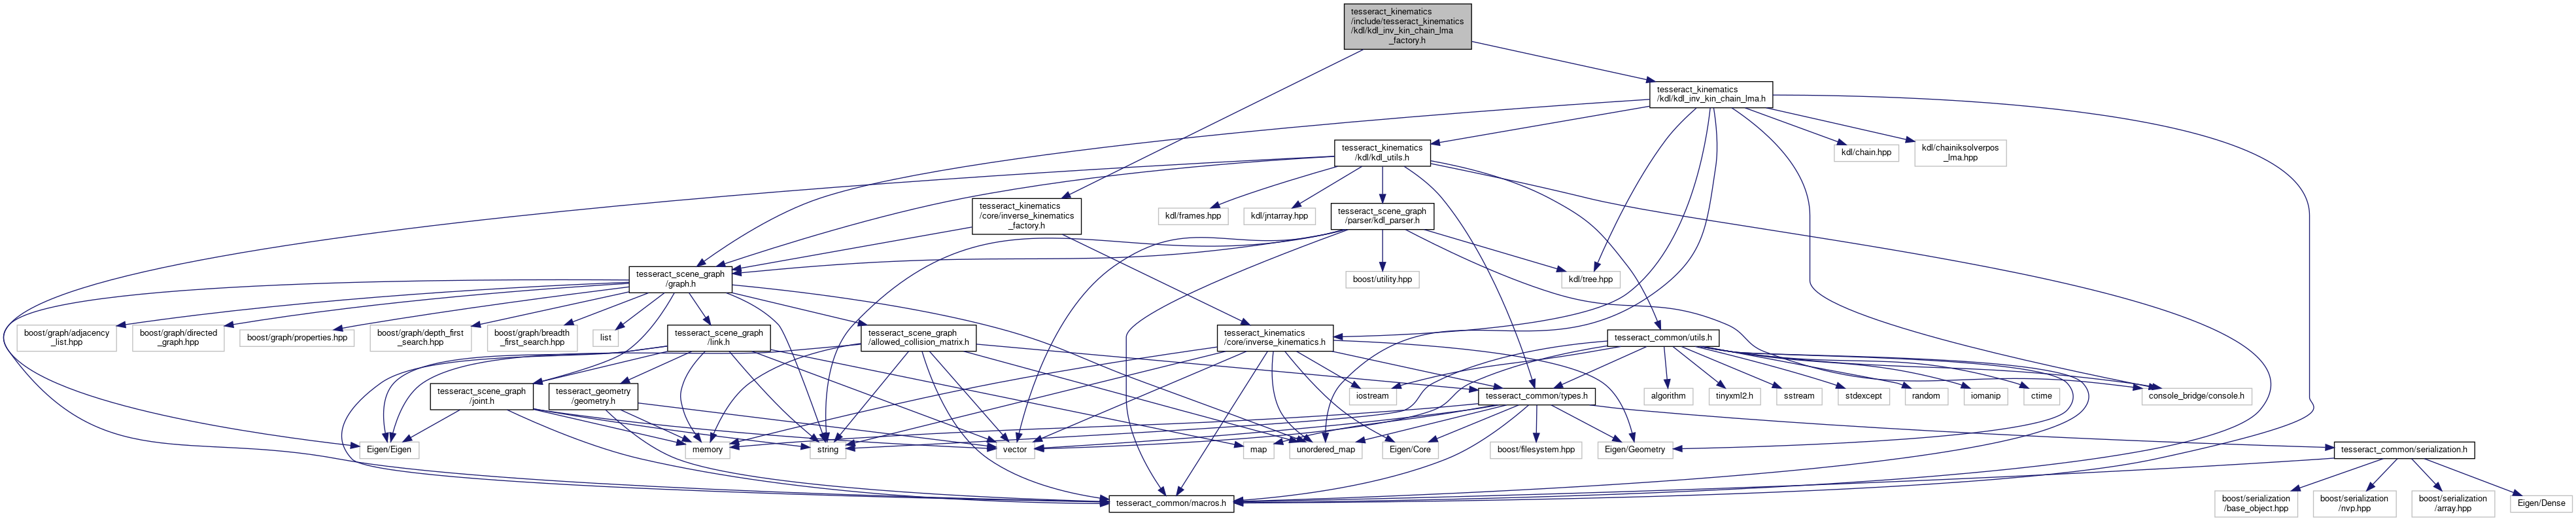 tesseract_kinematics
/include/tesseract_kinematics
/kdl/kdl_inv_kin_chain_lma
_factory.h
tesseract_kinematics
/kdl/kdl_inv_kin_chain_lma.h
tesseract_kinematics
/kdl/kdl_utils.h
kdl/chain.hpp
kdl/chainiksolverpos
_lma.hpp
tesseract_kinematics
/core/inverse_kinematics
_factory.h
kdl/frames.hpp
kdl/jntarray.hpp
tesseract_scene_graph
/parser/kdl_parser.h
tesseract_scene_graph
/graph.h
boost/utility.hpp
kdl/tree.hpp
boost/graph/adjacency
_list.hpp
boost/graph/directed
_graph.hpp
boost/graph/properties.hpp
boost/graph/depth_first
_search.hpp
boost/graph/breadth
_first_search.hpp
list
tesseract_scene_graph
/link.h
tesseract_scene_graph
/allowed_collision_matrix.h
tesseract_kinematics
/core/inverse_kinematics.h
tesseract_common/utils.h
tesseract_scene_graph
/joint.h
tesseract_geometry
/geometry.h
iostream
tesseract_common/types.h
algorithm
tinyxml2.h
sstream
stdexcept
random
iomanip
ctime
console_bridge/console.h
Eigen/Eigen
memory
string
vector
map
unordered_map
Eigen/Core
boost/filesystem.hpp
Eigen/Geometry
tesseract_common/serialization.h
tesseract_common/macros.h
boost/serialization
/base_object.hpp
boost/serialization
/nvp.hpp
boost/serialization
/array.hpp
Eigen/Dense